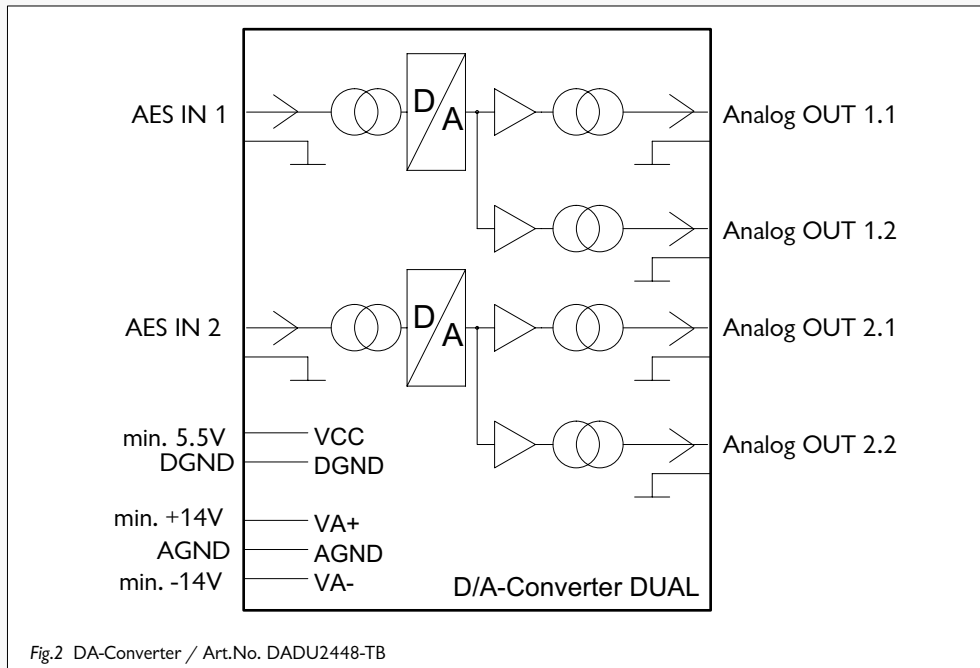 AES IN 1
D
A
Analog OUT 1.1
Analog OUT 1.2
AES IN 2
D
A
Analog OUT 2.1
Analog OUT 2.2
min. 5.5V VCC
DGND DGND
min. +14V VA+
AGND AGND
min. -14V VA-
D/A-Converter DUAL
Fig.2 DA-Converter / Art.No. DADU2448-TB